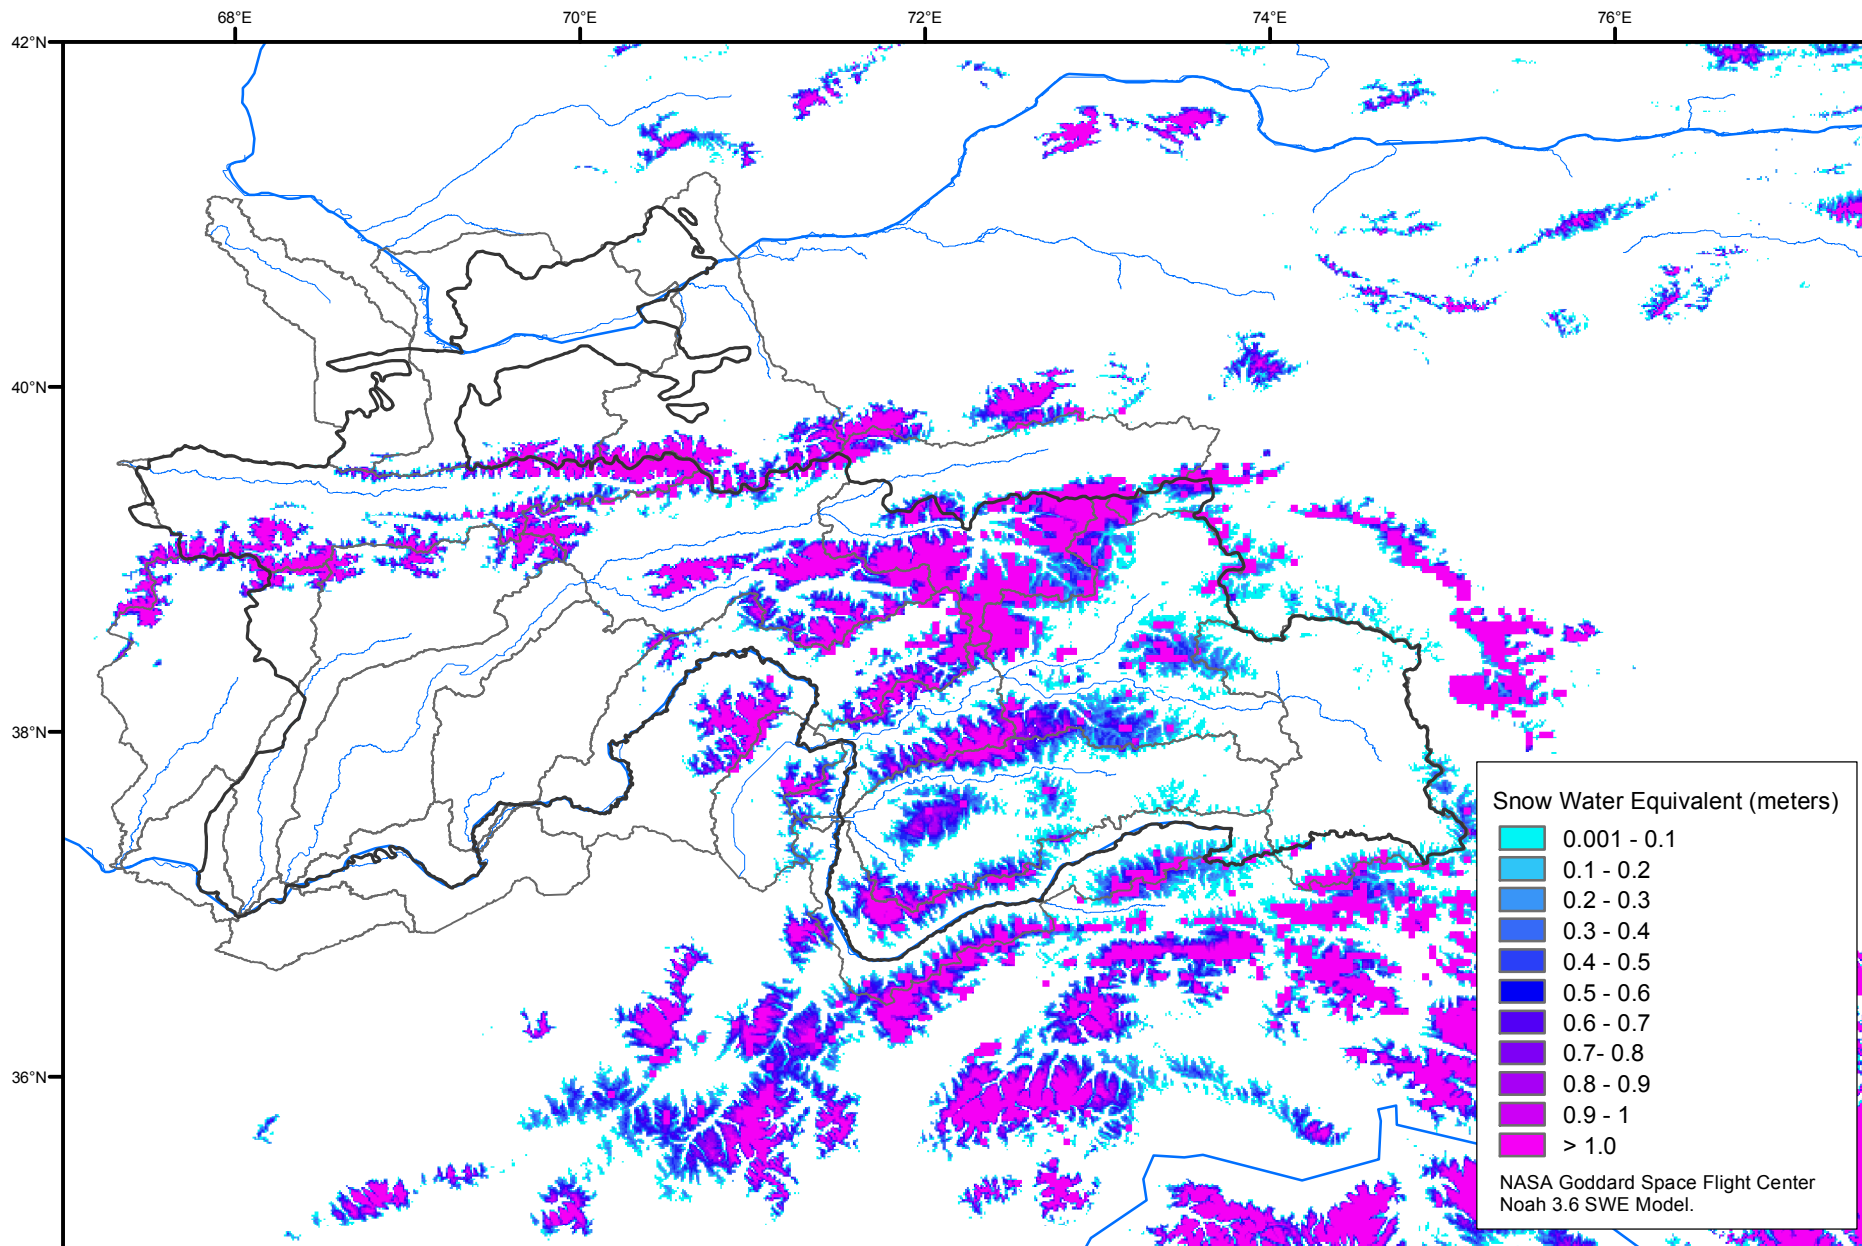 68°E
70°E
72°E
74°E
76°E
42°N
40°N
38°N
36°N
Snow Water Equivalent (meters)
0.001 - 0.1
0.1 - 0.2
0.2 - 0.3
0.3 - 0.4
0.4 - 0.5
0.5 - 0.6
0.6 - 0.7
0.7- 0.8
0.8 - 0.9
0.9 - 1
> 1.0
NASA Goddard Space Flight Center
Noah 3.6 SWE Model.